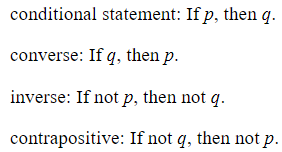 conditional statement: If p, then q.
converse: If q, then p.
inverse: If not p, then not q.
contrapositive: If not q, then not p.